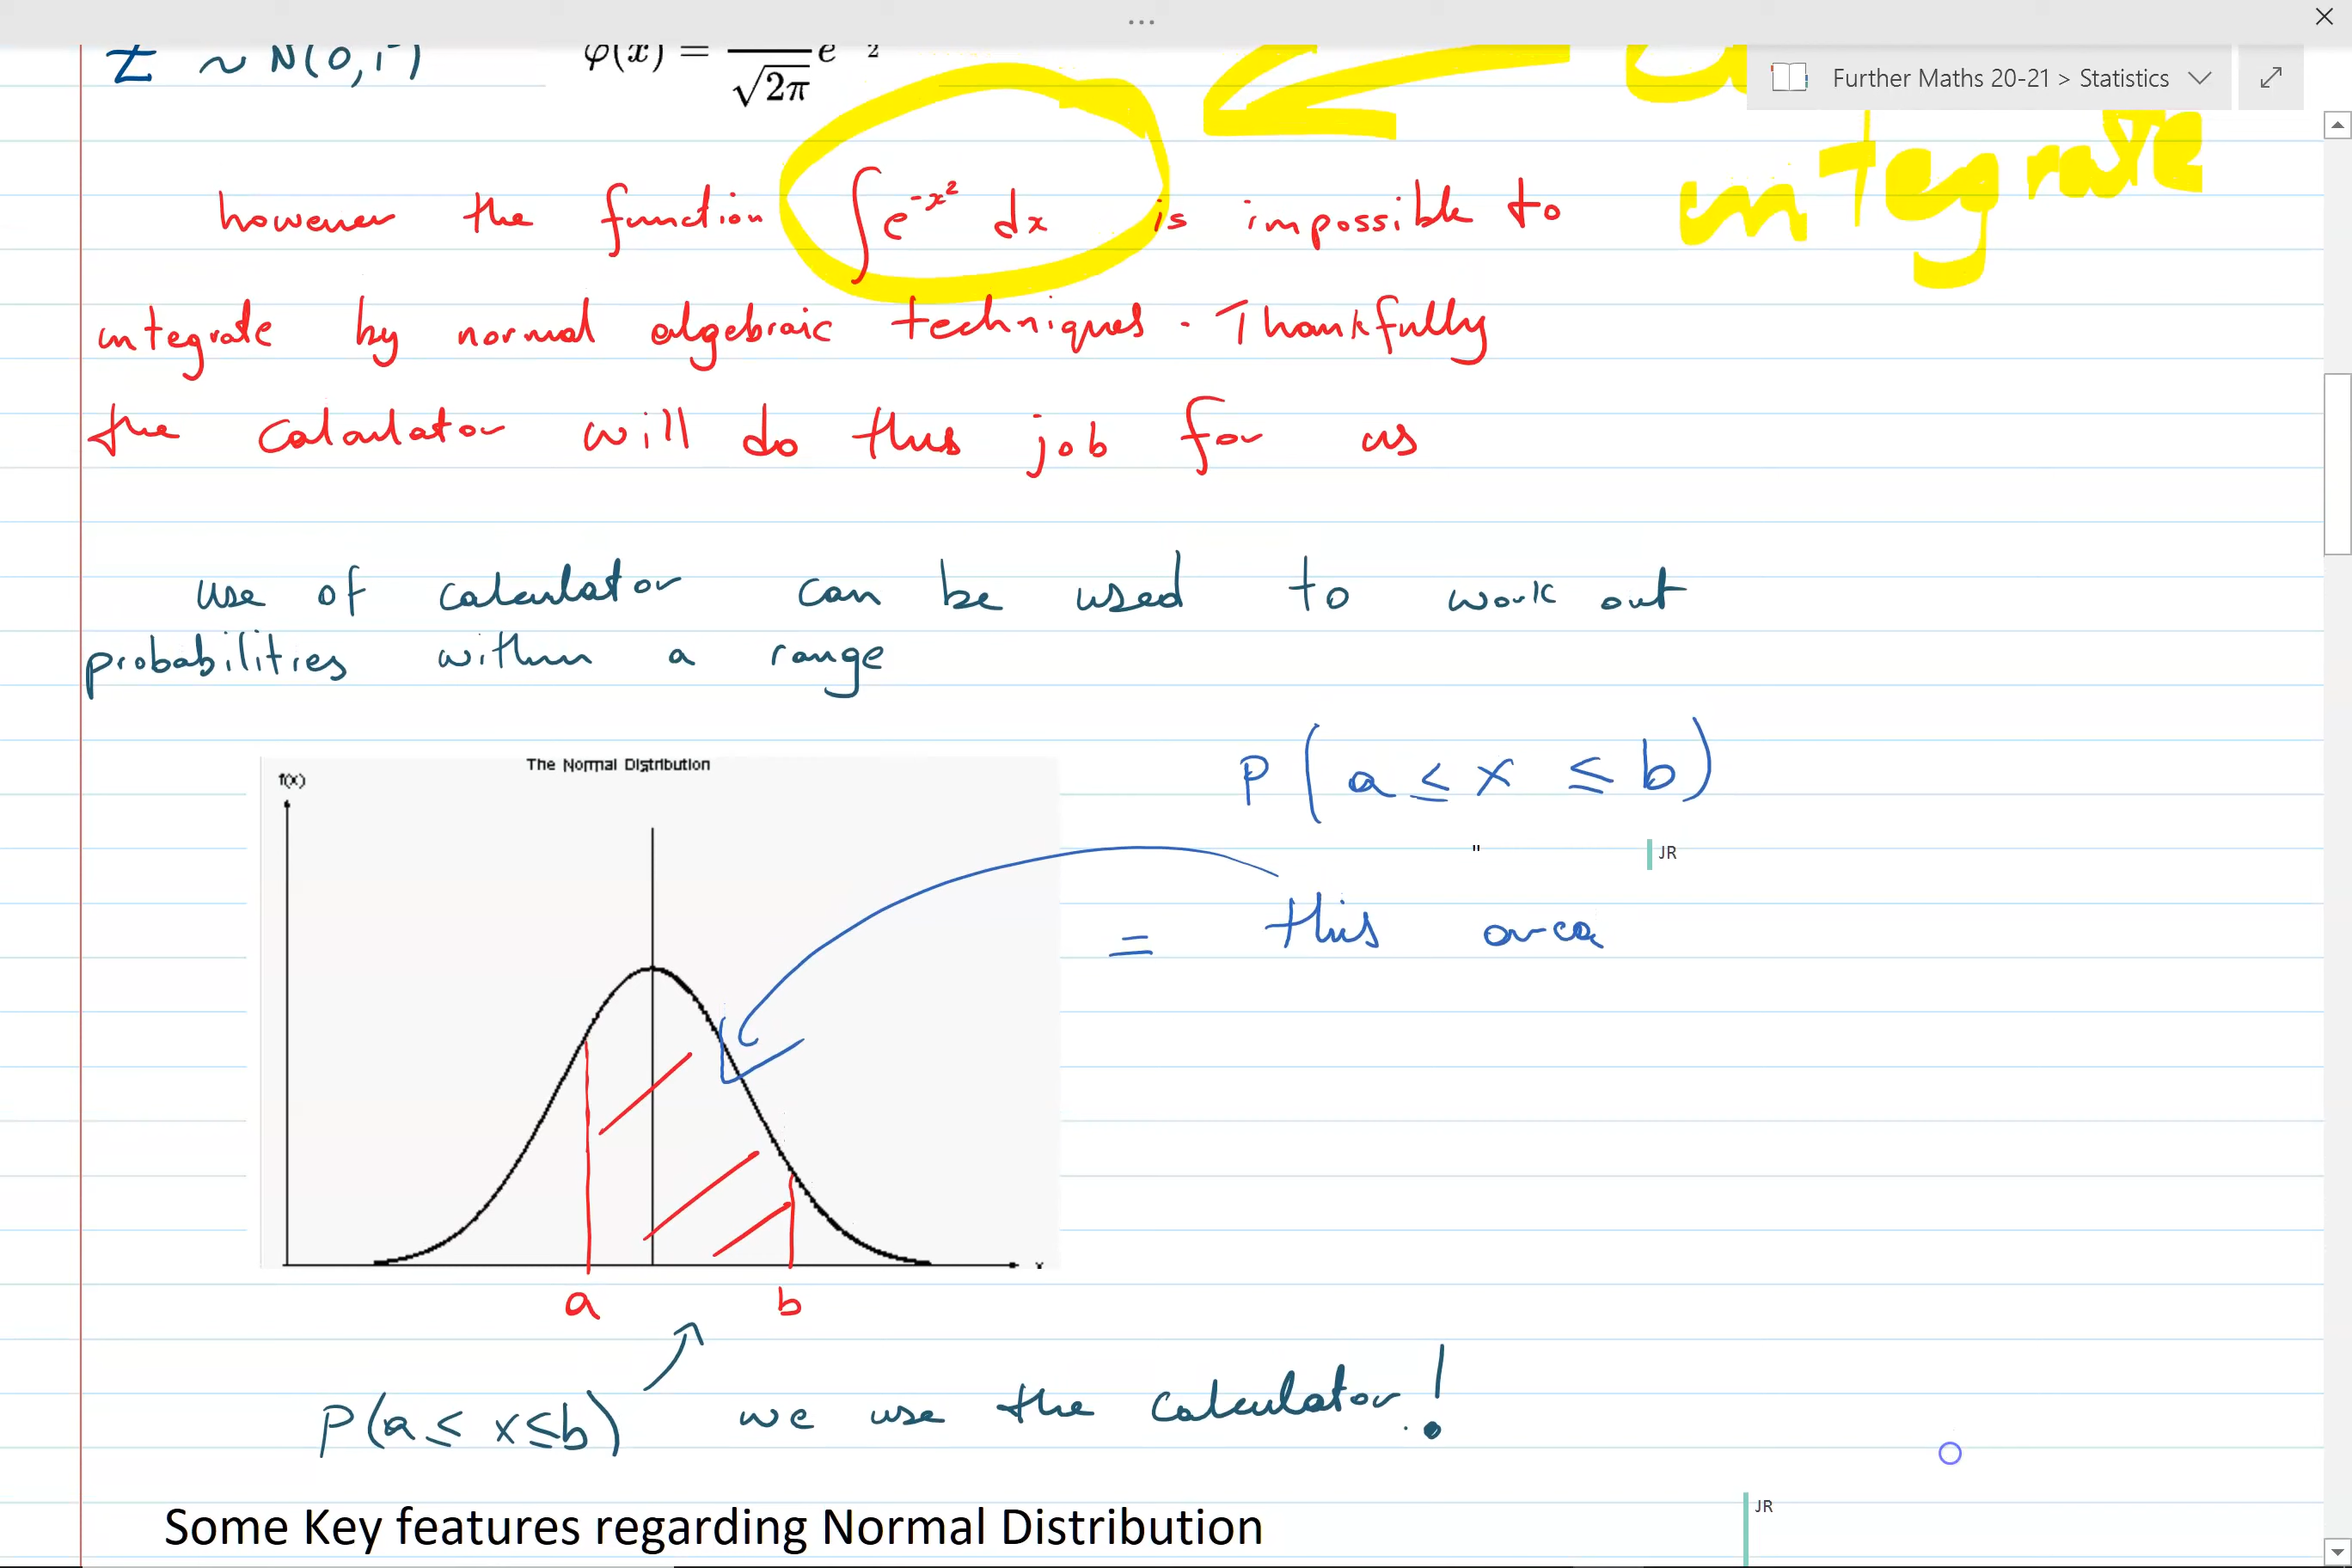 Further Maths 20-21 > Statistics
Z ~ N(0,1²) φ(x) = 1/√2π e 2
integrate
however the function ∫ e^-x² dx is impossible to
integrate by normal algebraic techniques. Thankfully
the calculator will do this job for us
use of calculator can be used to work out
probabilities within a range
The Normal Distribution
f(x)
x
a b
P(a ≤ x ≤ b)
" JR
= this area
P(a ≤ x ≤ b) we use the calculator!
JR
Some Key features regarding Normal Distribution